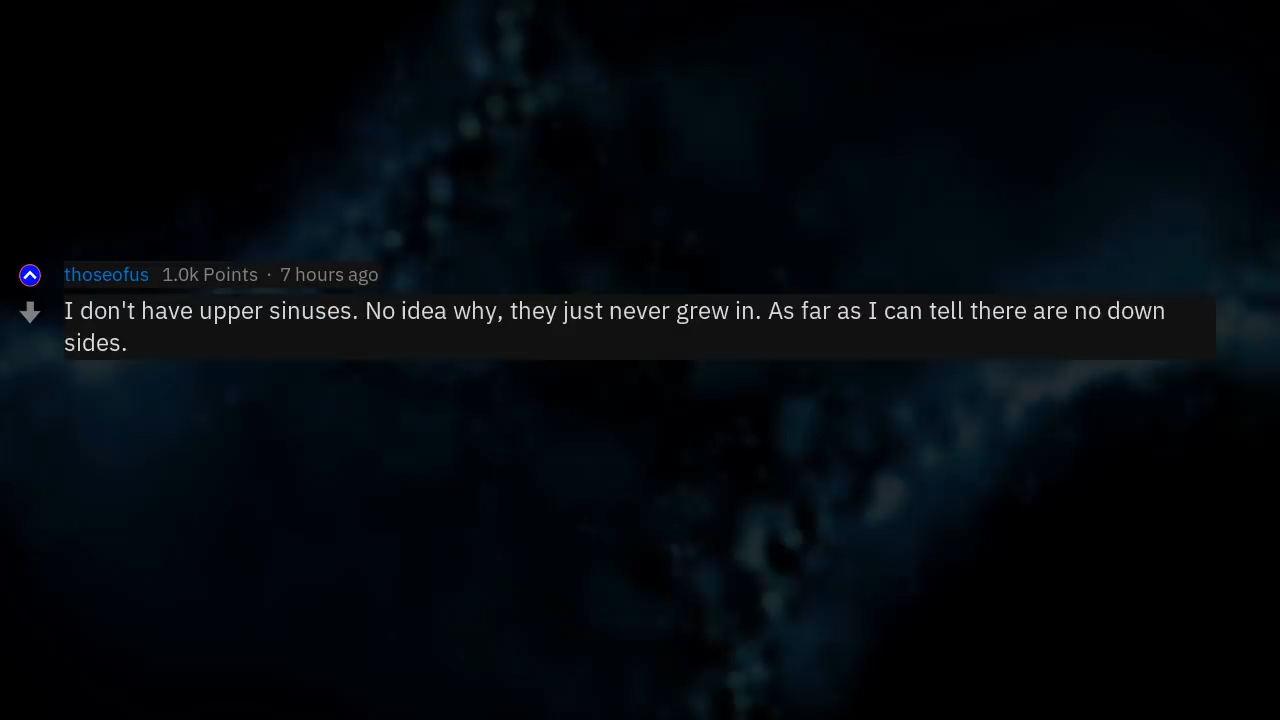 thoseofus 1.0k Points · 7 hours ago
I don't have upper sinuses. No idea why, they just never grew in. As far as I can tell there are no down
sides.